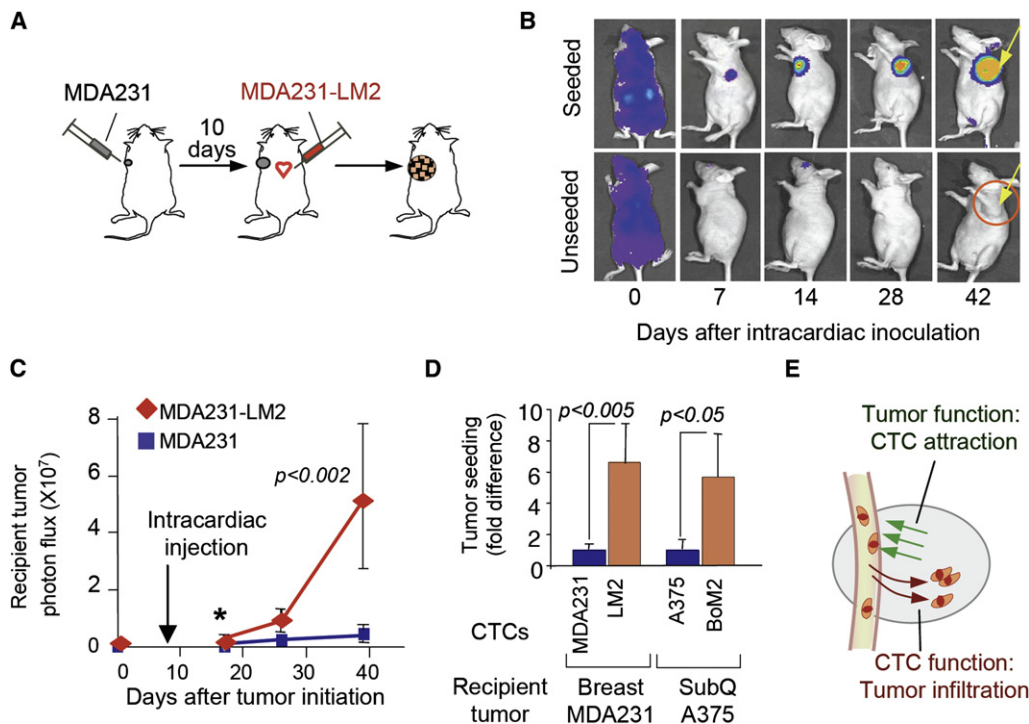 A
MDA231
MDA231-LM2
10
days
B
Seeded
Unseeded
0 7 14 28 42
Days after intracardiac inoculation
C
MDA231-LM2
MDA231
Recipient tumor
photon flux (X10⁷)
8
6
4
2
0
p<0.002
Intracardiac
injection
*
0 10 20 30 40
Days after tumor initiation
D
Tumor seeding
(fold difference)
10
8
6
4
2
0
p<0.005
p<0.05
CTCs
MDA231
LM2
A375
BoM2
Recipient
tumor
Breast
MDA231
SubQ
A375
E
Tumor function:
CTC attraction
CTC function:
Tumor infiltration